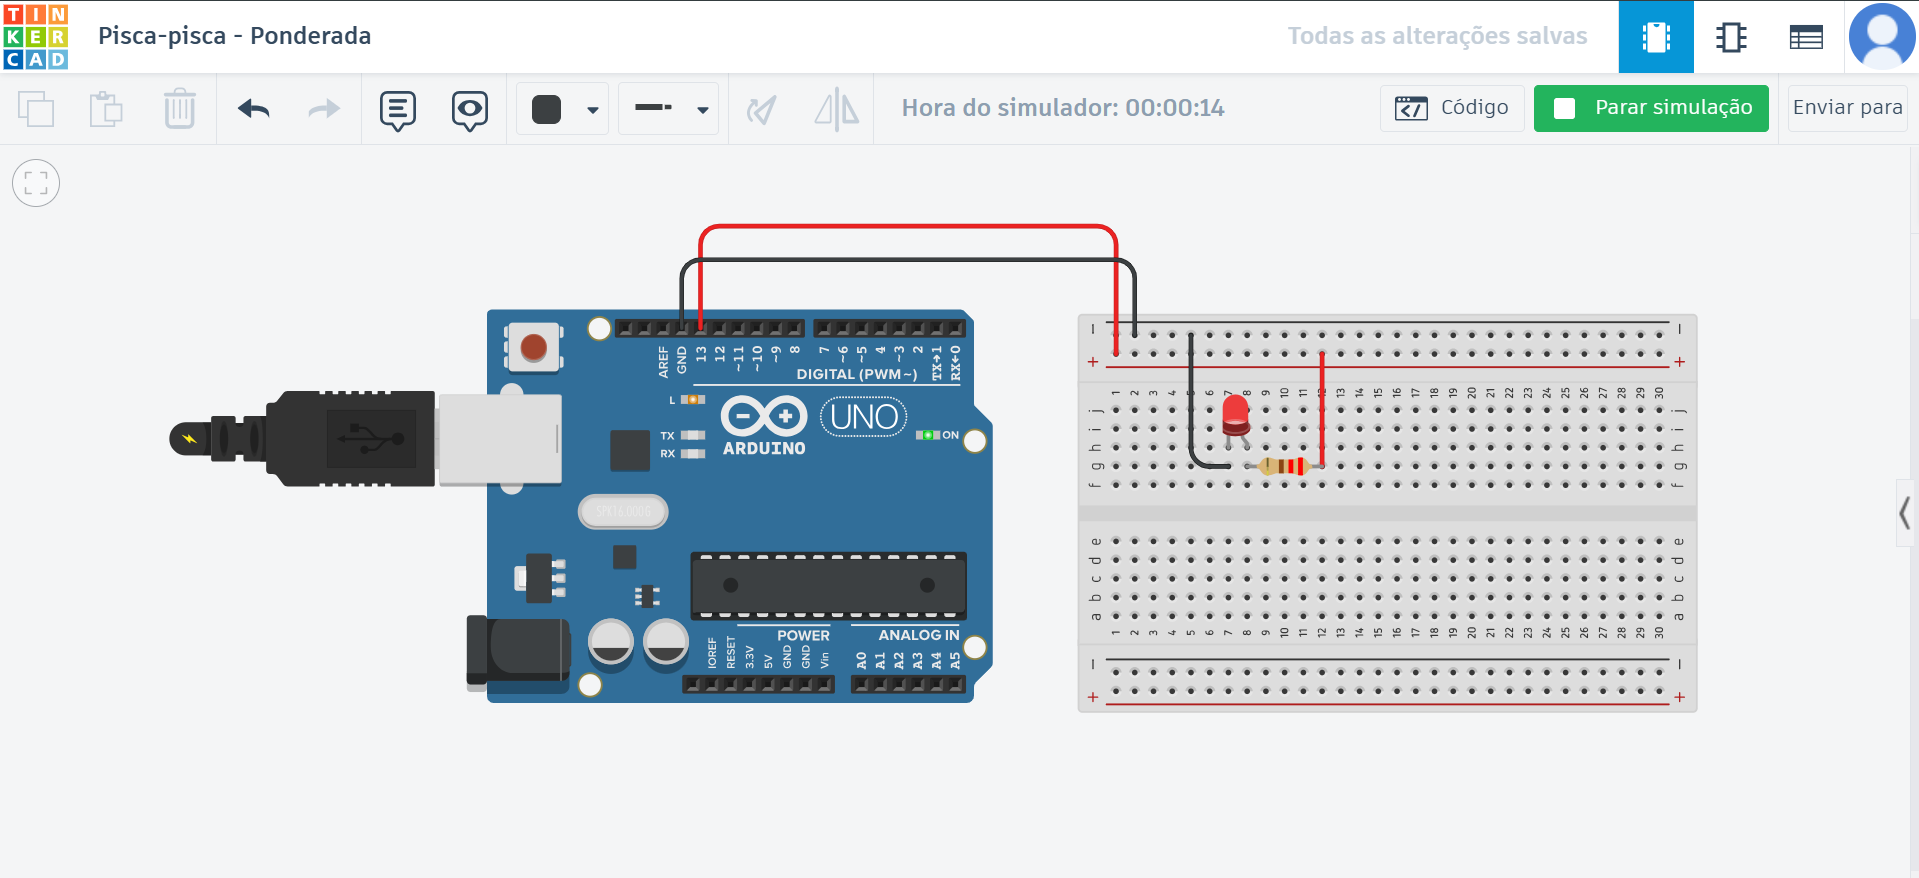 TIN
KER
CAD
Pisca-pisca - Ponderada
Todas as alterações salvas
Hora do simulador: 00:00:14
Código
Parar simulação
Enviar para
AREF
GND
13
12
~11
~10
~9
8
7
~6
~5
4
~3
2
TX→1
RX←0
DIGITAL (PWM~)
L
TX
RX
UNO
ARDUINO
ON
SPK16.000G
POWER
ANALOG IN
IOREF
RESET
3.3V
5V
GND
GND
Vin
A0
A1
A2
A3
A4
A5
1 2 3 4 5 6 7 8 9 10 11 12 13 14 15 16 17 18 19 20 21 22 23 24 25 26 27 28 29 30
j j
i i
h h
g g
f f
e e
d d
c c
b b
a a
1 2 3 4 5 6 7 8 9 10 11 12 13 14 15 16 17 18 19 20 21 22 23 24 25 26 27 28 29 30